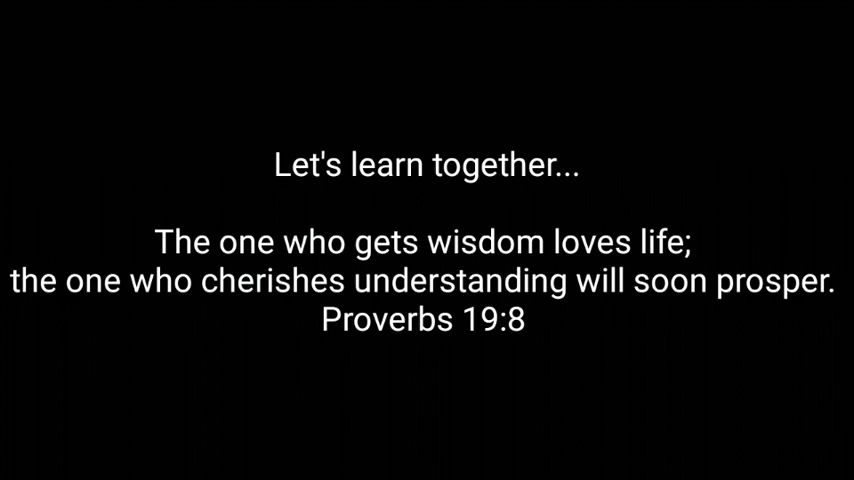 Let's learn together...
The one who gets wisdom loves life;
the one who cherishes understanding will soon prosper.
Proverbs 19:8